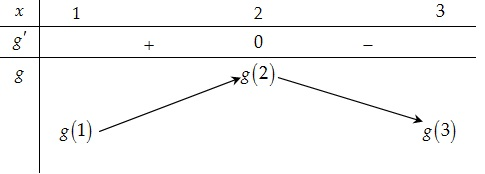 x 1 2 3
g′ + 0 −
g g(2)
g(1) g(3)